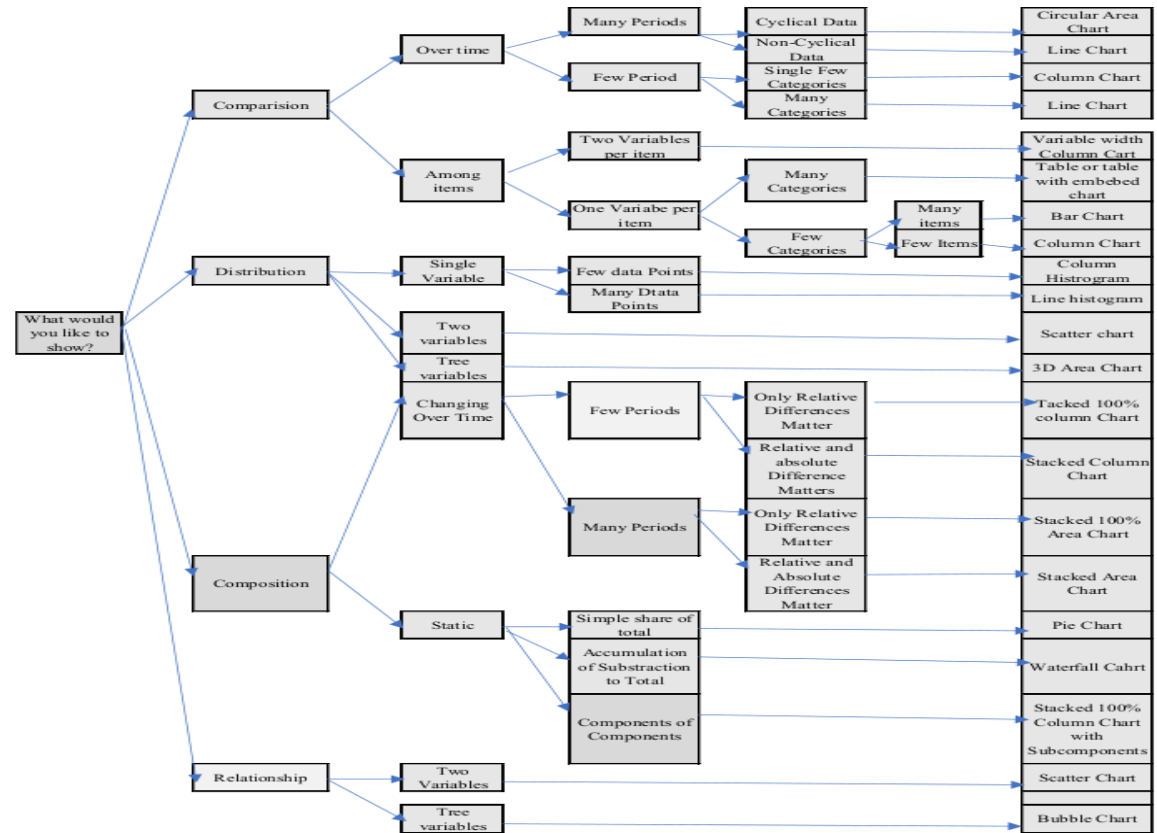 Many Periods
Cyclical Data
Circular Area
Chart
Over time
Non-Cyclical
Data
Line Chart
Few Period
Single Few
Categories
Column Chart
Comparision
Many
Categories
Line Chart
Two Variables
per item
Variable width
Column Cart
Among
items
Many
Categories
Table or table
with embebed
chart
One Variabe per
item
Many
items
Bar Chart
Few
Categories
Few Items
Column Chart
Distribution
Single
Variable
Few data Points
Column
Histrogram
Many Dtata
Points
Line histogram
What would
you like to
show?
Two
variables
Scatter chart
Tree
variables
3D Area Chart
Changing
Over Time
Few Periods
Only Relative
Differences
Matter
Tacked 100%
column Chart
Relative and
absolute
Difference
Matters
Stacked Column
Chart
Many Periods
Only Relative
Differences
Matter
Stacked 100%
Area Chart
Composition
Relative and
Absolute
Differences
Matter
Stacked Area
Chart
Static
Simple share of
total
Pie Chart
Accumulation
of Substraction
to Total
Waterfall Cahrt
Components of
Components
Stacked 100%
Column Chart
with
Subcomponents
Relationship
Two
Variables
Scatter Chart
Tree
variables
Bubble Chart